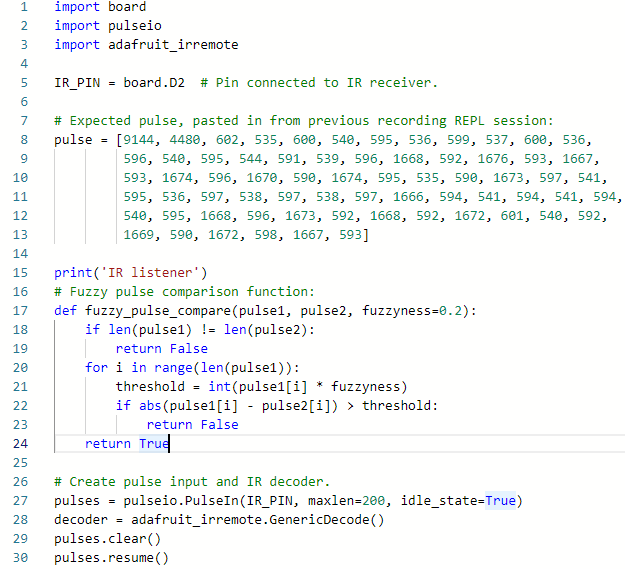 1 import board
2 import pulseio
3 import adafruit_irremote
4
5 IR_PIN = board.D2  # Pin connected to IR receiver.
6
7 # Expected pulse, pasted in from previous recording REPL session:
8 pulse = [9144, 4480, 602, 535, 600, 540, 595, 536, 599, 537, 600, 536,
9          596, 540, 595, 544, 591, 539, 596, 1668, 592, 1676, 593, 1667,
10          593, 1674, 596, 1670, 590, 1674, 595, 535, 590, 1673, 597, 541,
11          595, 536, 597, 538, 597, 538, 597, 1666, 594, 541, 594, 541, 594,
12          540, 595, 1668, 596, 1673, 592, 1668, 592, 1672, 601, 540, 592,
13          1669, 590, 1672, 598, 1667, 593]
14
15 print('IR listener')
16 # Fuzzy pulse comparison function:
17 def fuzzy_pulse_compare(pulse1, pulse2, fuzzyness=0.2):
18     if len(pulse1) != len(pulse2):
19         return False
20     for i in range(len(pulse1)):
21         threshold = int(pulse1[i] * fuzzyness)
22         if abs(pulse1[i] - pulse2[i]) > threshold:
23             return False
24     return True
25
26 # Create pulse input and IR decoder.
27 pulses = pulseio.PulseIn(IR_PIN, maxlen=200, idle_state=True)
28 decoder = adafruit_irremote.GenericDecode()
29 pulses.clear()
30 pulses.resume()